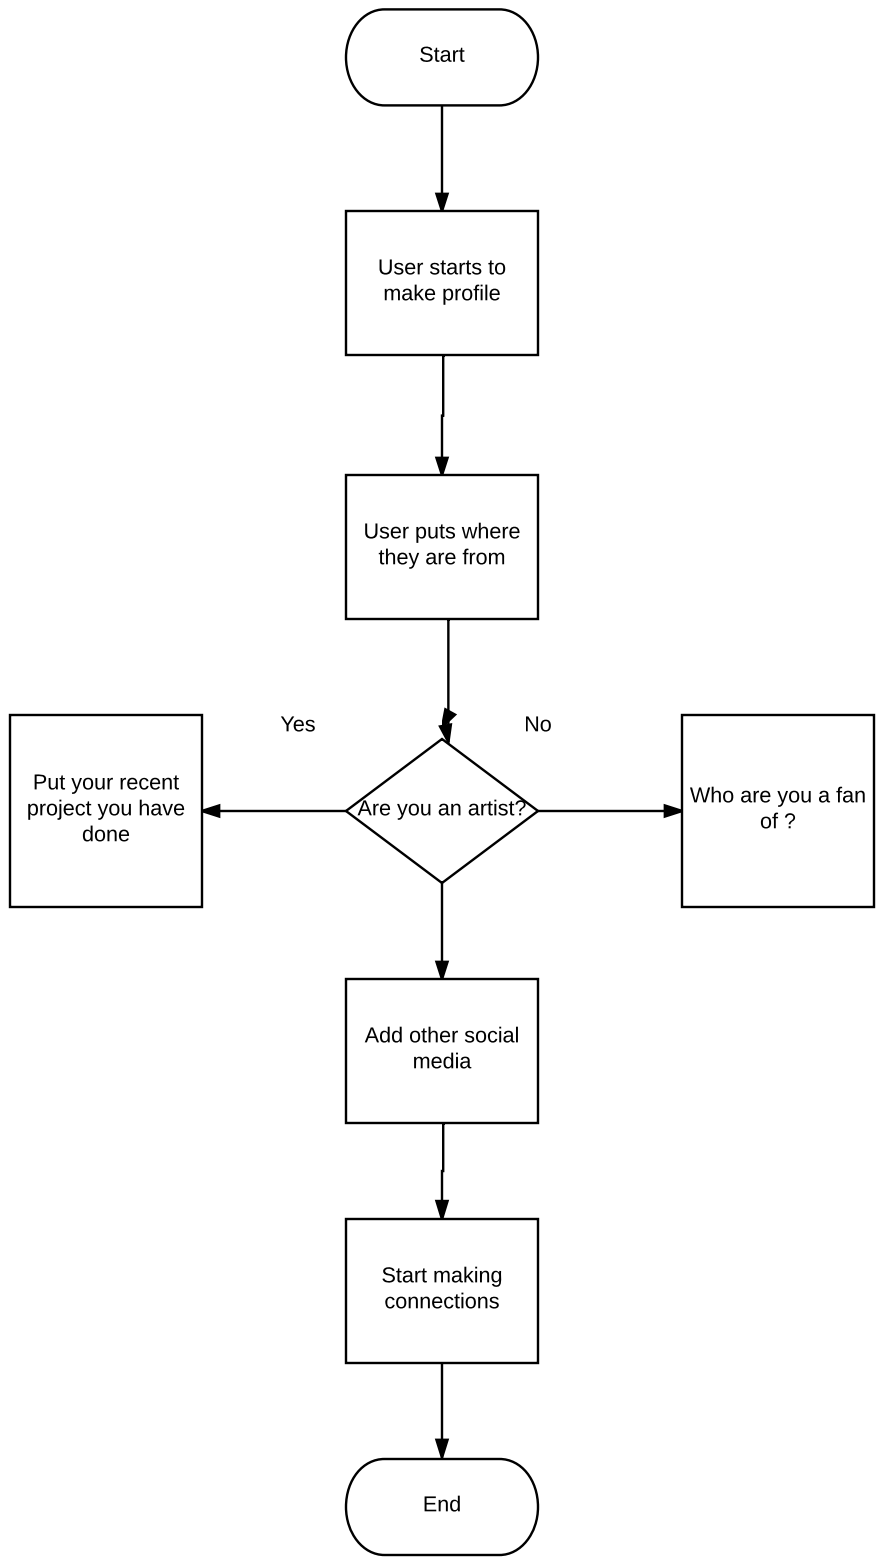 Start
User starts to
make profile
User puts where
they are from
Yes
No
Put your recent
project you have
done
Are you an artist?
Who are you a fan
of ?
Add other social
media
Start making
connections
End